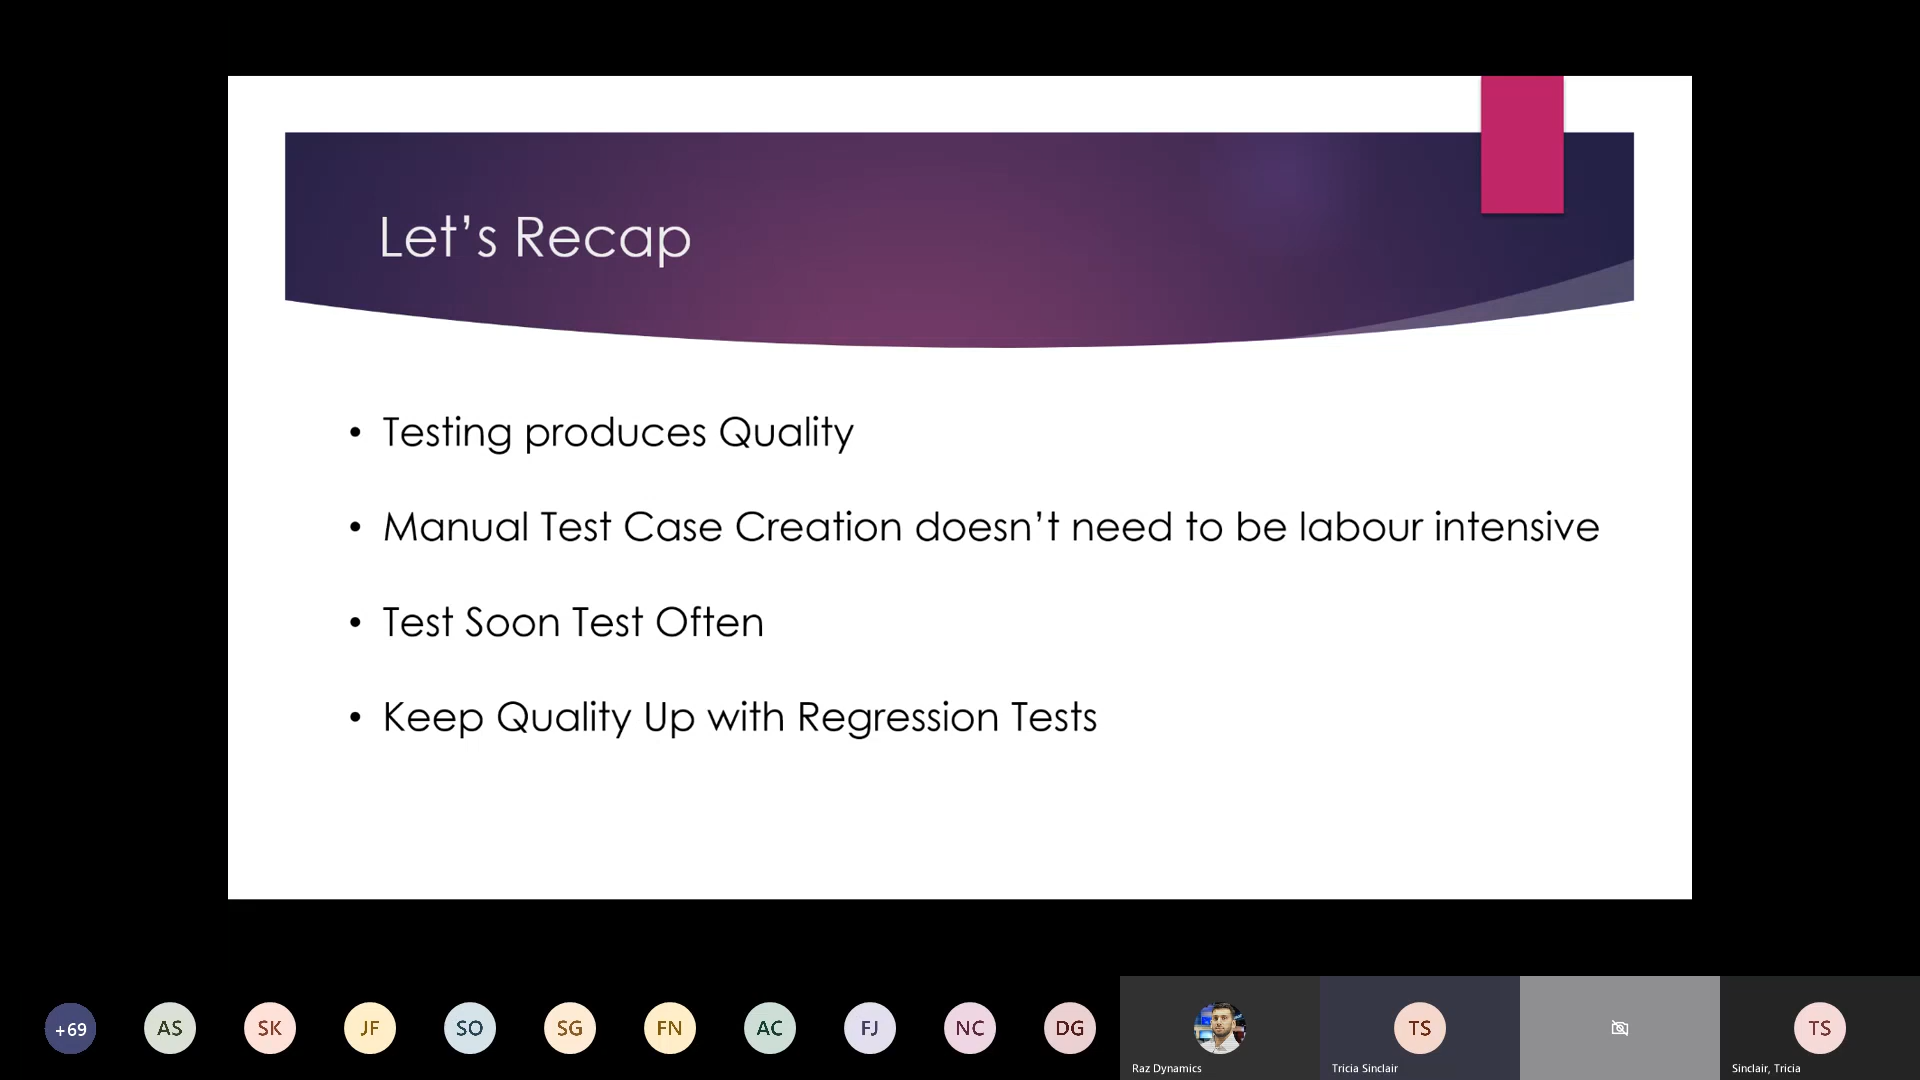 Let’s Recap
• Testing produces Quality
• Manual Test Case Creation doesn’t need to be labour intensive
• Test Soon Test Often
• Keep Quality Up with Regression Tests
+69 AS SK JF SO SG FN AC FJ NC DG TS TS
Raz Dynamics Tricia Sinclair Sinclair, Tricia